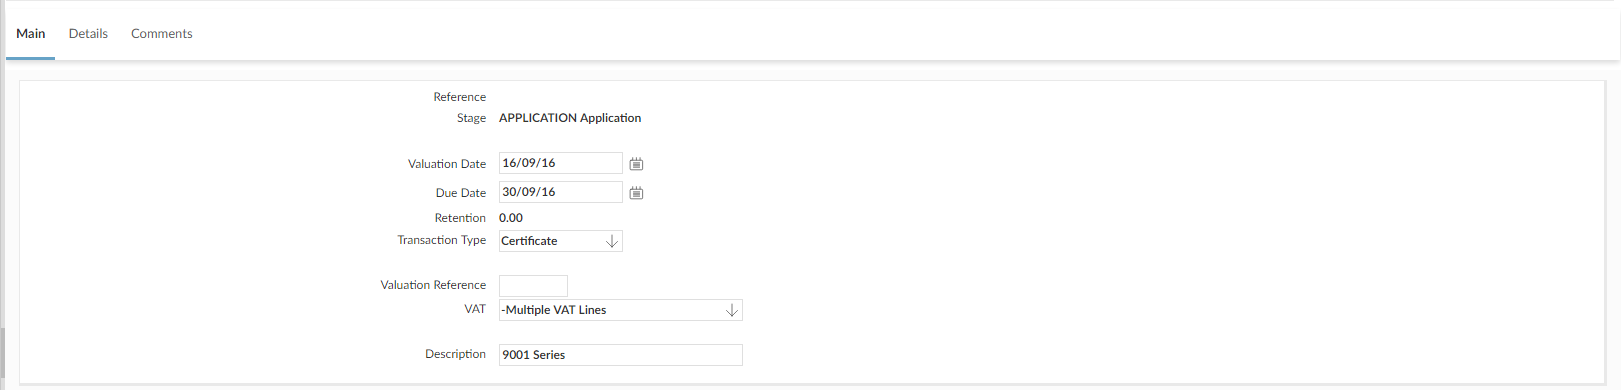 Main Details Comments
Reference
Stage APPLICATION Application
Valuation Date 16/09/16
Due Date 30/09/16
Retention 0.00
Transaction Type Certificate
Valuation Reference
VAT -Multiple VAT Lines
Description 9001 Series